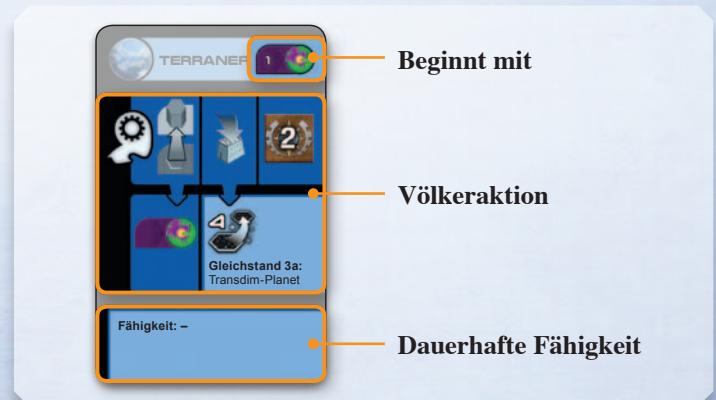 TERRANER
1
Beginnt mit
2
Völkeraktion
4
Gleichstand 3a:
Transdim-Planet
Fähigkeit: –
Dauerhafte Fähigkeit